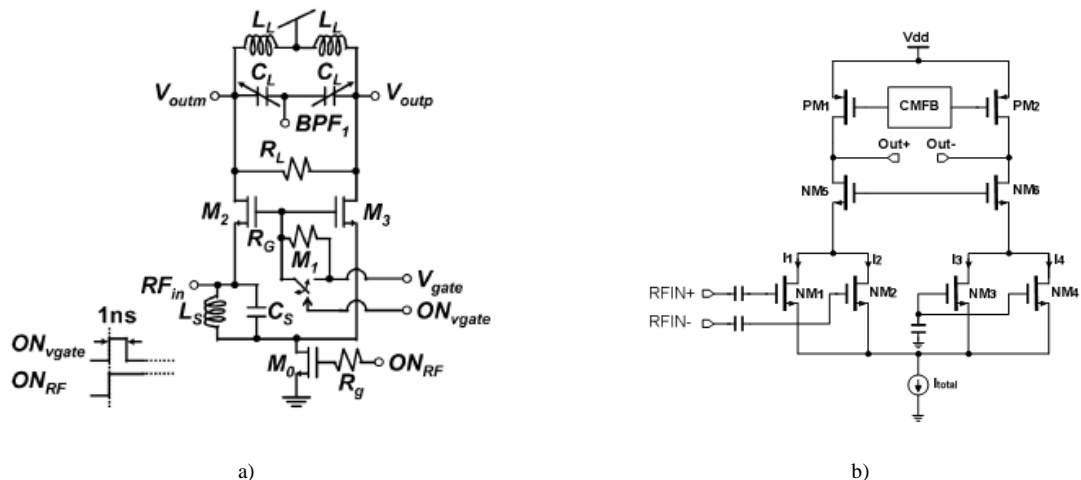 L_L L_L
C_L C_L
V_outm V_outp
BPF_1
R_L
M_2 M_3
R_G
M_1
V_gate
RF_in
ON_vgate
L_S C_S
1ns
ON_vgate
ON_RF
M_0
R_g
ON_RF
a)
Vdd
PM1 CMFB PM2
Out+ Out-
NM5 NM6
I1 I2 I3 I4
RFIN+ NM1 NM2 NM3 NM4
RFIN-
Itotal
b)